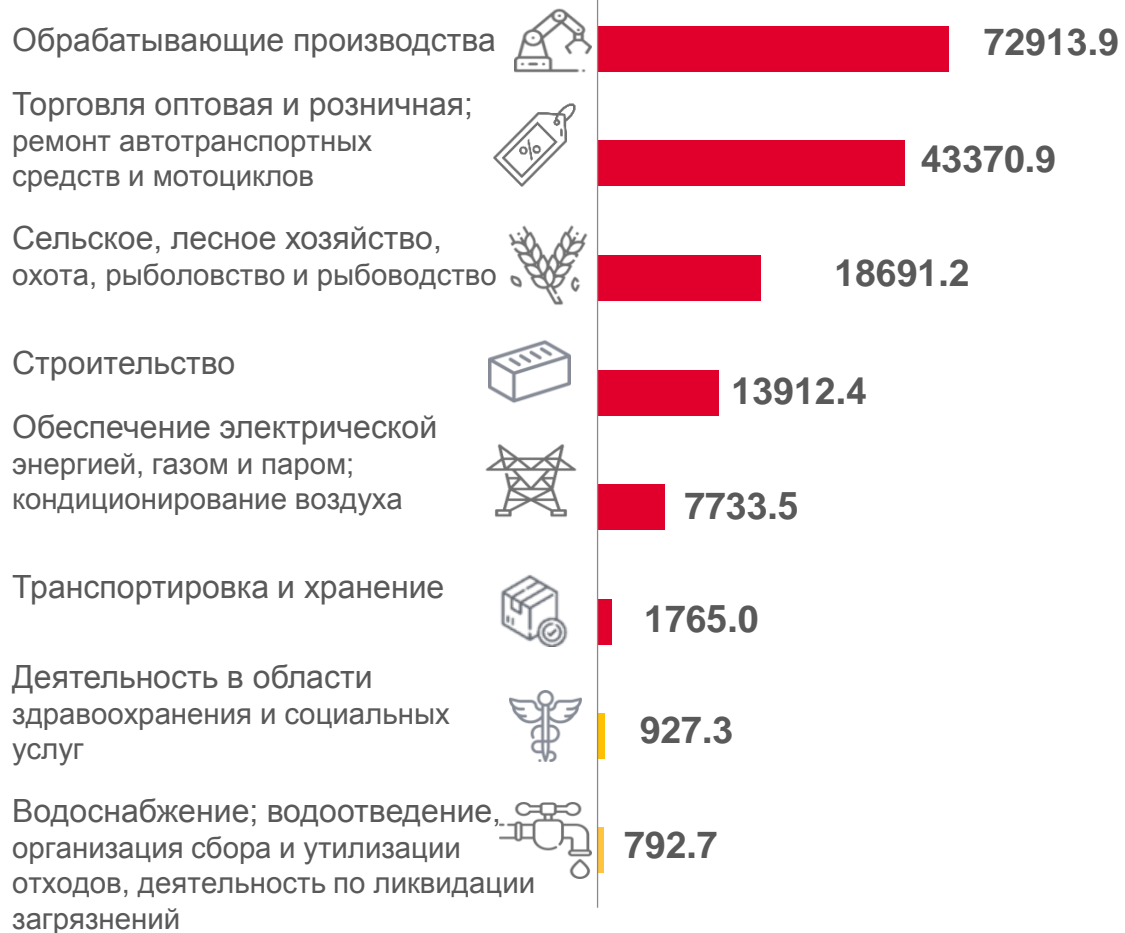 Обрабатывающие производства
72913.9
Торговля оптовая и розничная;
ремонт автотранспортных
средств и мотоциклов
%
43370.9
Сельское, лесное хозяйство,
охота, рыболовство и рыбоводство
18691.2
Строительство
13912.4
Обеспечение электрической
энергией, газом и паром;
кондиционирование воздуха
7733.5
Транспортировка и хранение
1765.0
Деятельность в области
здравоохранения и социальных
услуг
927.3
Водоснабжение; водоотведение,
организация сбора и утилизации
отходов, деятельность по ликвидации
загрязнений
792.7